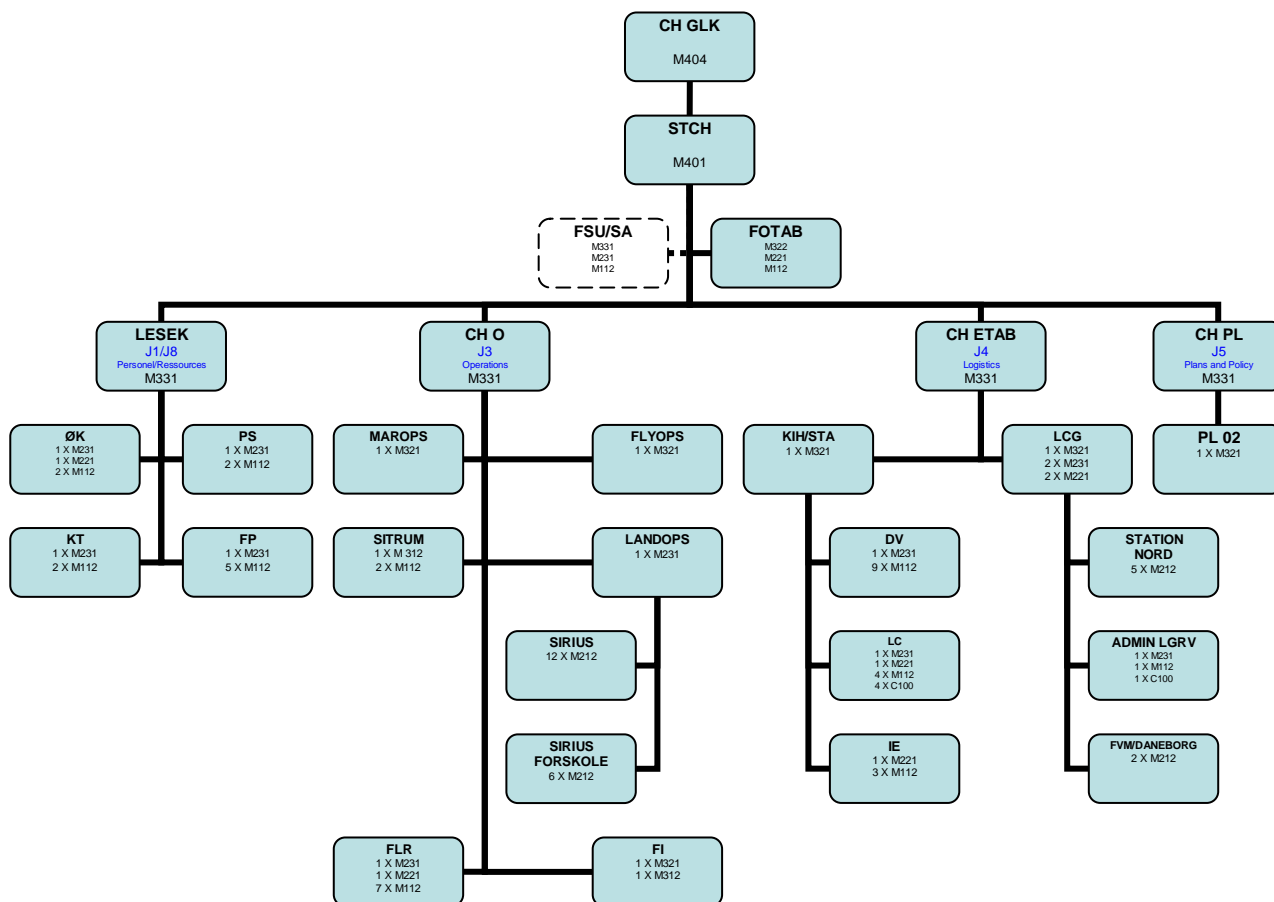 CH GLK
M404
STCH
M401
FSU/SA
M331
M231
M112
FOTAB
M322
M221
M112
LESEK
J1/J8
Personel/Ressources
M331
CH O
J3
Operations
M331
CH ETAB
J4
Logistics
M331
CH PL
J5
Plans and Policy
M331
ØK
1 X M231
1 X M221
2 X M112
PS
1 X M231
2 X M112
MAROPS
1 X M321
FLYOPS
1 X M321
KIH/STA
1 X M321
LCG
1 X M321
2 X M231
2 X M221
PL 02
1 X M321
KT
1 X M231
2 X M112
FP
1 X M231
5 X M112
SITRUM
1 X M 312
2 X M112
LANDOPS
1 X M231
DV
1 X M231
9 X M112
STATION
NORD
5 X M212
SIRIUS
12 X M212
LC
1 X M231
1 X M221
4 X M112
4 X C100
ADMIN LGRV
1 X M231
1 X M112
1 X C100
SIRIUS
FORSKOLE
6 X M212
IE
1 X M221
3 X M112
FVM/DANEBORG
2 X M212
FLR
1 X M231
1 X M221
7 X M112
FI
1 X M321
1 X M312